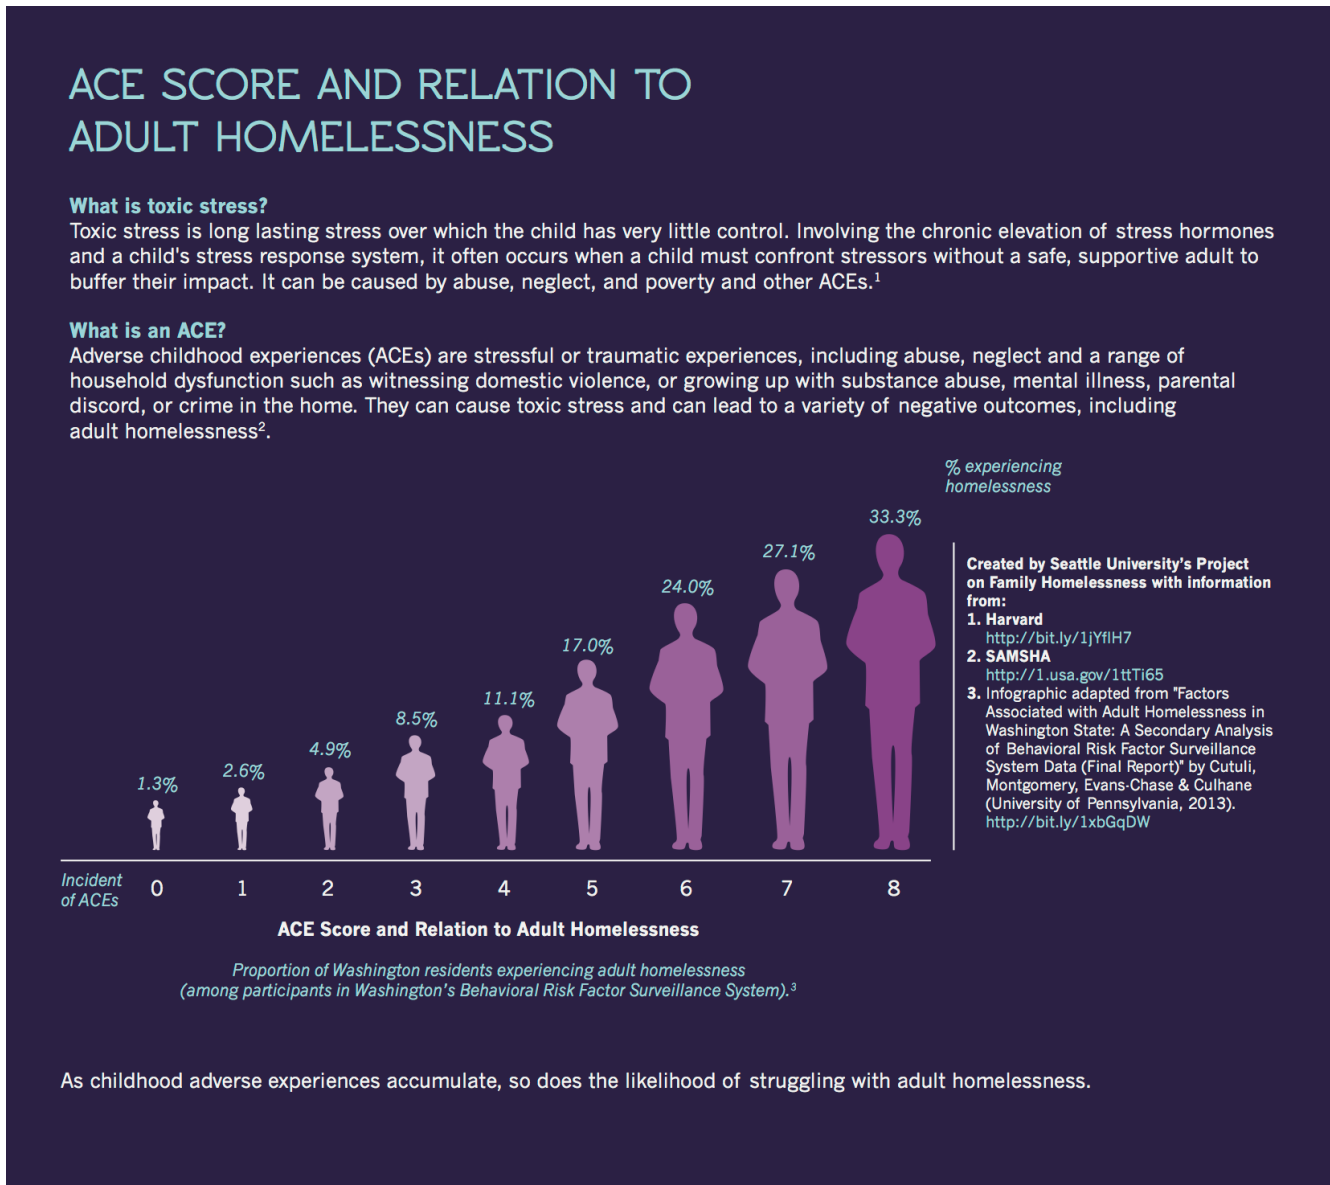 ACE SCORE AND RELATION TO
ADULT HOMELESSNESS
What is toxic stress?
Toxic stress is long lasting stress over which the child has very little control. Involving the chronic elevation of stress hormones
and a child's stress response system, it often occurs when a child must confront stressors without a safe, supportive adult to
buffer their impact. It can be caused by abuse, neglect, and poverty and other ACEs.1
What is an ACE?
Adverse childhood experiences (ACEs) are stressful or traumatic experiences, including abuse, neglect and a range of
household dysfunction such as witnessing domestic violence, or growing up with substance abuse, mental illness, parental
discord, or crime in the home. They can cause toxic stress and can lead to a variety of negative outcomes, including
adult homelessness2.
% experiencing
homelessness
1.3%
2.6%
4.9%
8.5%
11.1%
17.0%
24.0%
27.1%
33.3%
Incident
of ACEs
0 1 2 3 4 5 6 7 8
ACE Score and Relation to Adult Homelessness
Proportion of Washington residents experiencing adult homelessness
(among participants in Washington's Behavioral Risk Factor Surveillance System).3
Created by Seattle University's Project
on Family Homelessness with information
from:
1. Harvard
http://bit.ly/1jYflH7
2. SAMSHA
http://1.usa.gov/1ttTi65
3. Infographic adapted from "Factors
Associated with Adult Homelessness in
Washington State: A Secondary Analysis
of Behavioral Risk Factor Surveillance
System Data (Final Report)" by Cutuli,
Montgomery, Evans-Chase & Culhane
(University of Pennsylvania, 2013).
http://bit.ly/1xbGqDW
As childhood adverse experiences accumulate, so does the likelihood of struggling with adult homelessness.